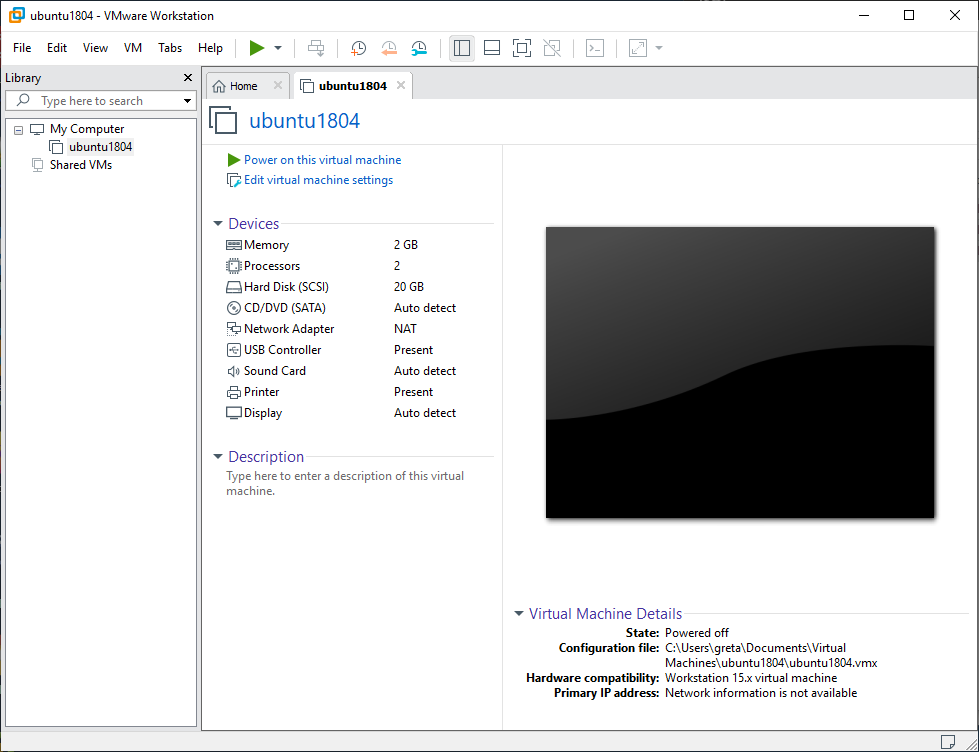 ubuntu1804 - VMware Workstation
File Edit View VM Tabs Help
Library
Type here to search
My Computer
ubuntu1804
Shared VMs
Home
ubuntu1804
ubuntu1804
Power on this virtual machine
Edit virtual machine settings
Devices
Memory 2 GB
Processors 2
Hard Disk (SCSI) 20 GB
CD/DVD (SATA) Auto detect
Network Adapter NAT
USB Controller Present
Sound Card Auto detect
Printer Present
Display Auto detect
Description
Type here to enter a description of this virtual
machine.
Virtual Machine Details
State: Powered off
Configuration file: C:\Users\greta\Documents\Virtual
Machines\ubuntu1804\ubuntu1804.vmx
Hardware compatibility: Workstation 15.x virtual machine
Primary IP address: Network information is not available